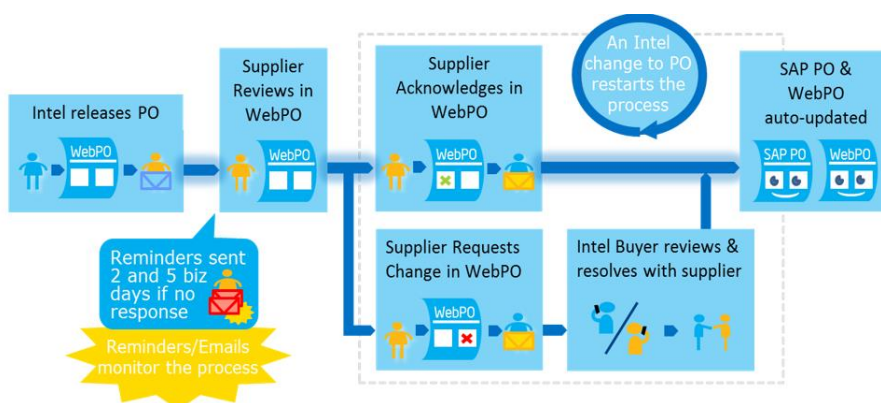 Intel releases PO
WebPO
Supplier
Reviews in
WebPO
WebPO
Reminders sent
2 and 5 biz
days if no
response
Reminders/Emails
monitor the process
Supplier
Acknowledges in
WebPO
WebPO
Supplier Requests
Change in WebPO
WebPO
An Intel
change to PO
restarts the
process
Intel Buyer reviews &
resolves with supplier
SAP PO &
WebPO
auto-updated
SAP PO
WebPO